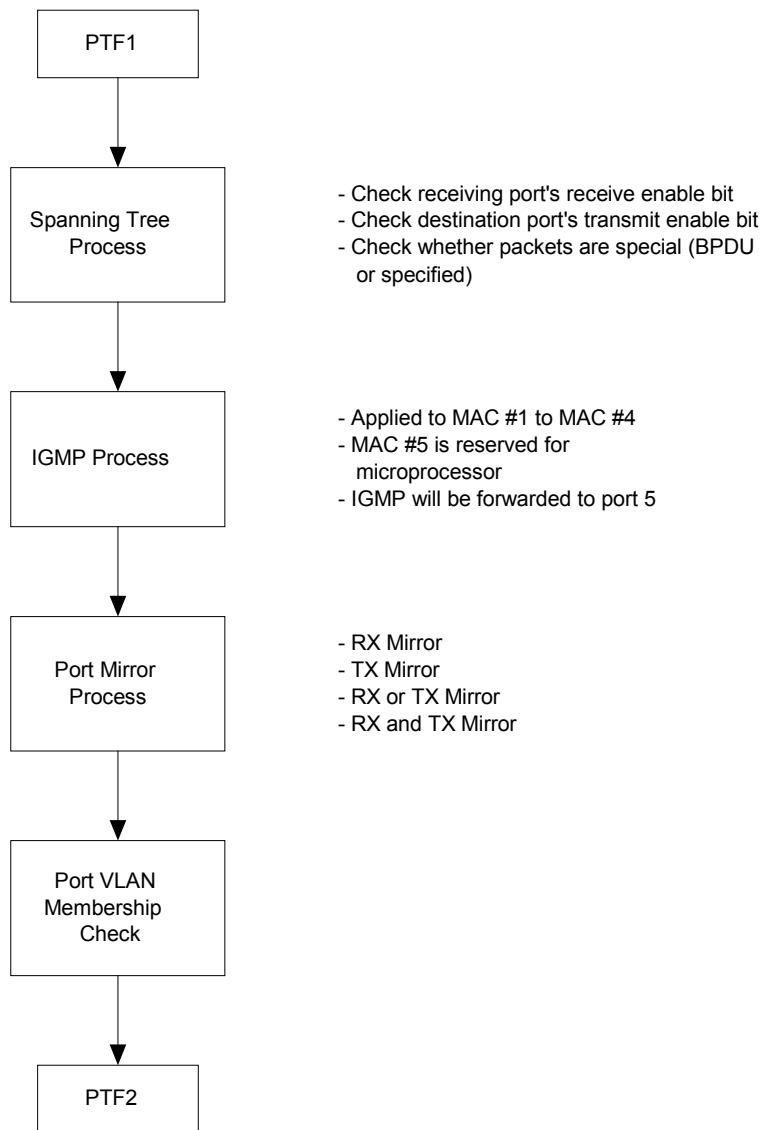 PTF1
Spanning Tree
Process
- Check receiving port's receive enable bit
- Check destination port's transmit enable bit
- Check whether packets are special (BPDU
or specified)
IGMP Process
- Applied to MAC #1 to MAC #4
- MAC #5 is reserved for
microprocessor
- IGMP will be forwarded to port 5
Port Mirror
Process
- RX Mirror
- TX Mirror
- RX or TX Mirror
- RX and TX Mirror
Port VLAN
Membership
Check
PTF2